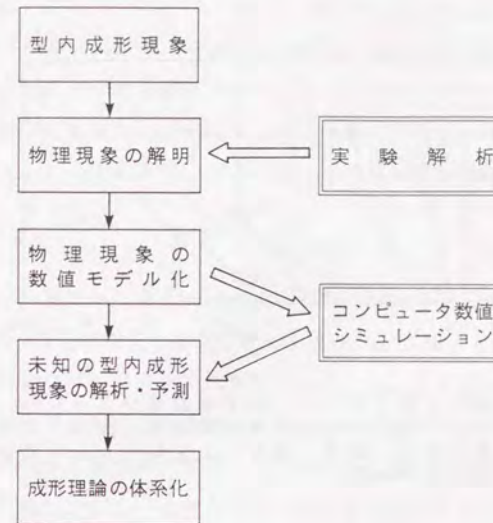 型内成形現象
物理現象の解明
実験解析
物理現象の
数値モデル化
コンピュータ数値
シミュレーション
未知の型内成形
現象の解析・予測
成形理論の体系化